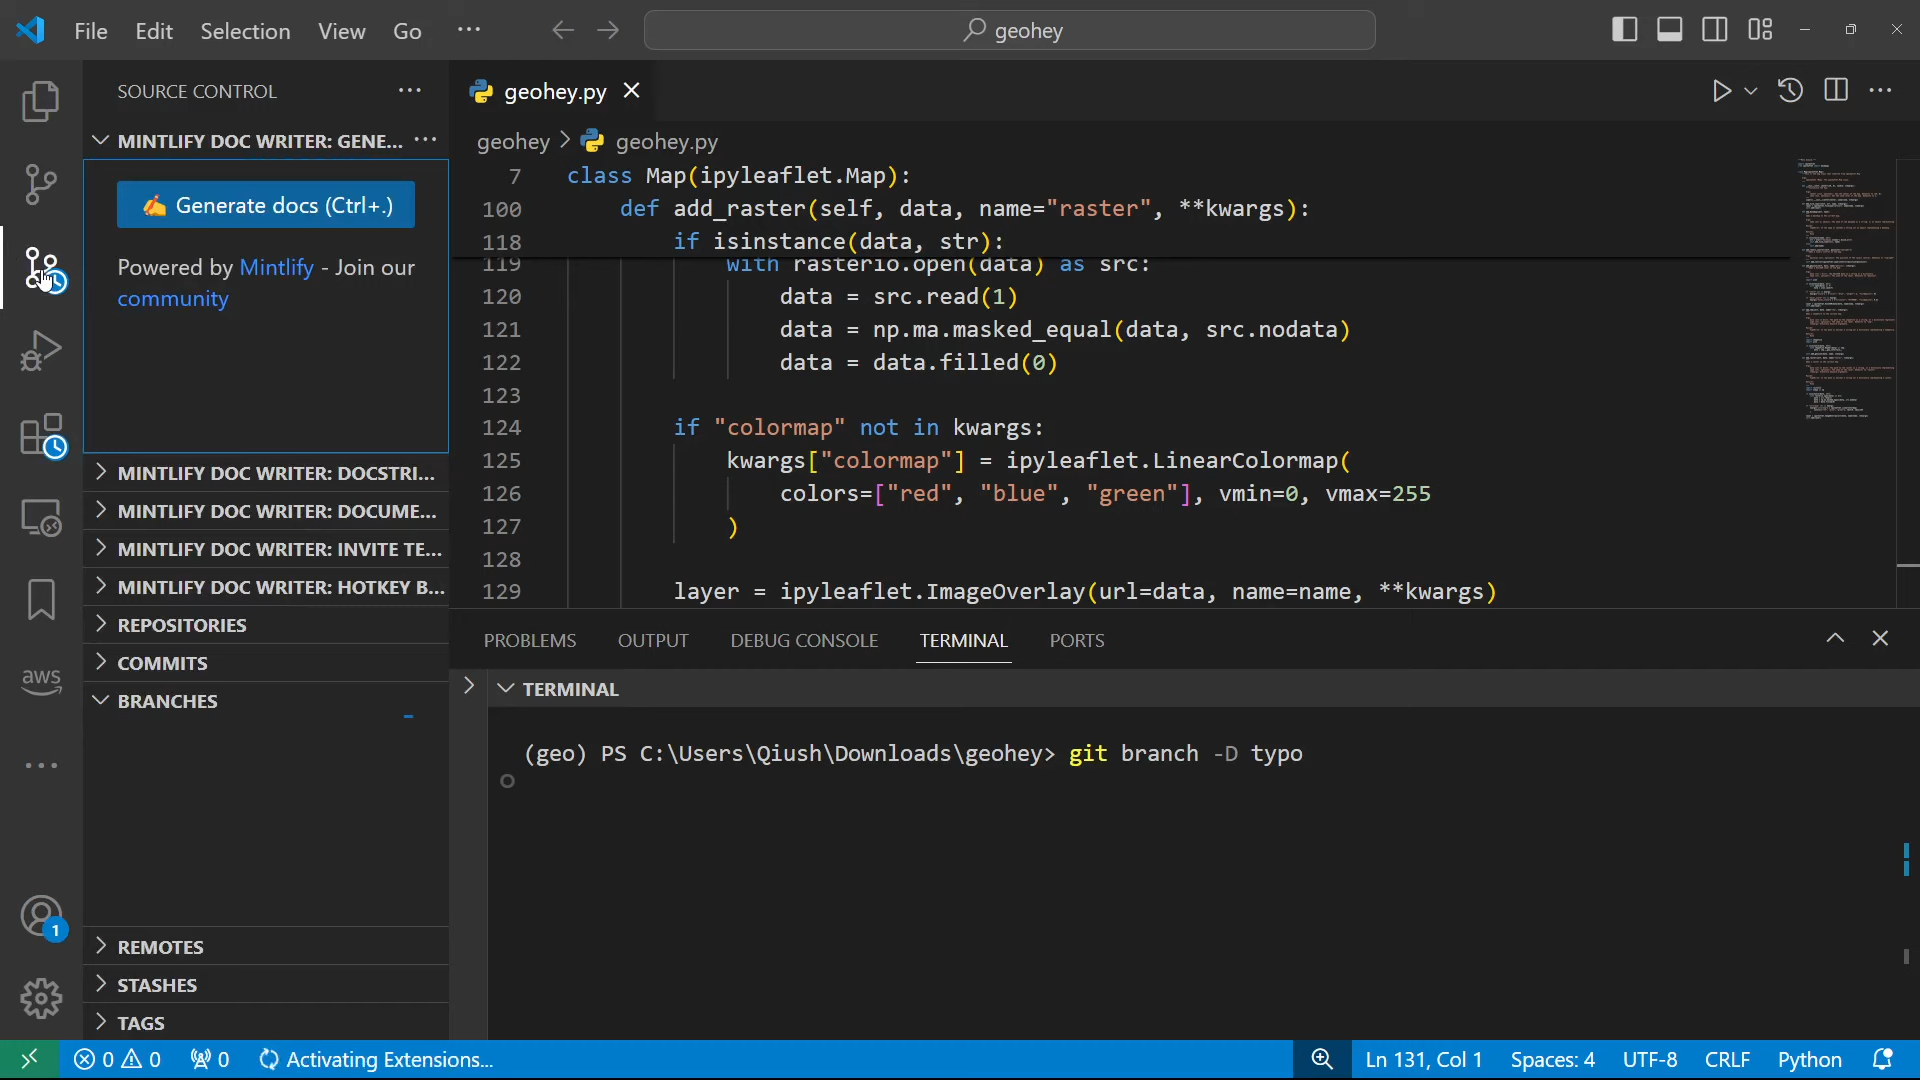 File Edit Selection View Go ... geohey
SOURCE CONTROL ...
MINTLIFY DOC WRITER: GENE... ...
✍ Generate docs (Ctrl+.)
Powered by Mintlify - Join our
community
MINTLIFY DOC WRITER: DOCSTRI...
MINTLIFY DOC WRITER: DOCUME...
MINTLIFY DOC WRITER: INVITE TE...
MINTLIFY DOC WRITER: HOTKEY B...
REPOSITORIES
COMMITS
BRANCHES
REMOTES
STASHES
TAGS
aws
1
geohey.py
geohey > geohey.py
7 class Map(ipyleaflet.Map):
100 def add_raster(self, data, name="raster", **kwargs):
118 if isinstance(data, str):
119 with rasterio.open(data) as src:
120 data = src.read(1)
121 data = np.ma.masked_equal(data, src.nodata)
122 data = data.filled(0)
123
124 if "colormap" not in kwargs:
125 kwargs["colormap"] = ipyleaflet.LinearColormap(
126 colors=["red", "blue", "green"], vmin=0, vmax=255
127 )
128
129 layer = ipyleaflet.ImageOverlay(url=data, name=name, **kwargs)
PROBLEMS OUTPUT DEBUG CONSOLE TERMINAL PORTS
TERMINAL
(geo) PS C:\Users\Qiush\Downloads\geohey> git branch -D typo
0 0 0 Activating Extensions... Ln 131, Col 1 Spaces: 4 UTF-8 CRLF Python